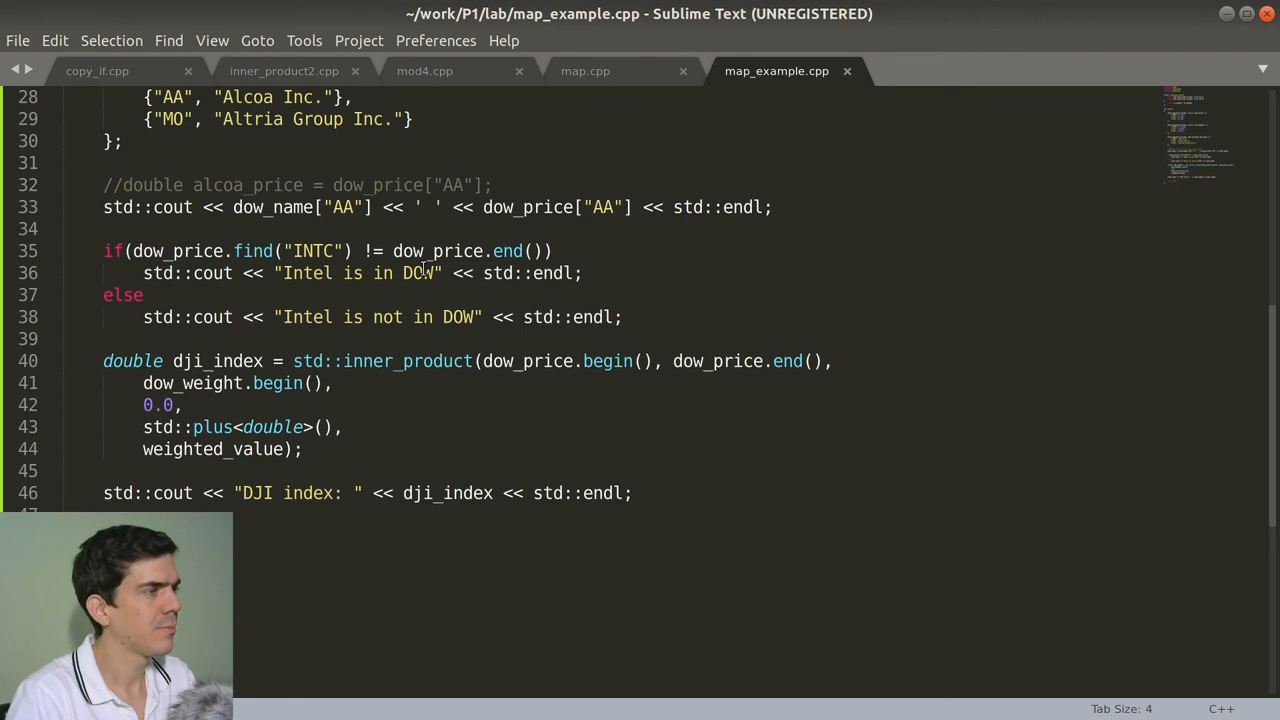 ~/work/P1/lab/map_example.cpp - Sublime Text (UNREGISTERED)
File Edit Selection Find View Goto Tools Project Preferences Help
copy_if.cpp inner_product2.cpp mod4.cpp map.cpp map_example.cpp
28 {"AA", "Alcoa Inc."},
29 {"MO", "Altria Group Inc."}
30 };
31
32 //double alcoa_price = dow_price["AA"];
33 std::cout << dow_name["AA"] << ' ' << dow_price["AA"] << std::endl;
34
35 if(dow_price.find("INTC") != dow_price.end())
36 std::cout << "Intel is in DOW" << std::endl;
37 else
38 std::cout << "Intel is not in DOW" << std::endl;
39
40 double dji_index = std::inner_product(dow_price.begin(), dow_price.end(),
41 dow_weight.begin(),
42 0.0,
43 std::plus<double>(),
44 weighted_value);
45
46 std::cout << "DJI index: " << dji_index << std::endl;
Tab Size: 4 C++